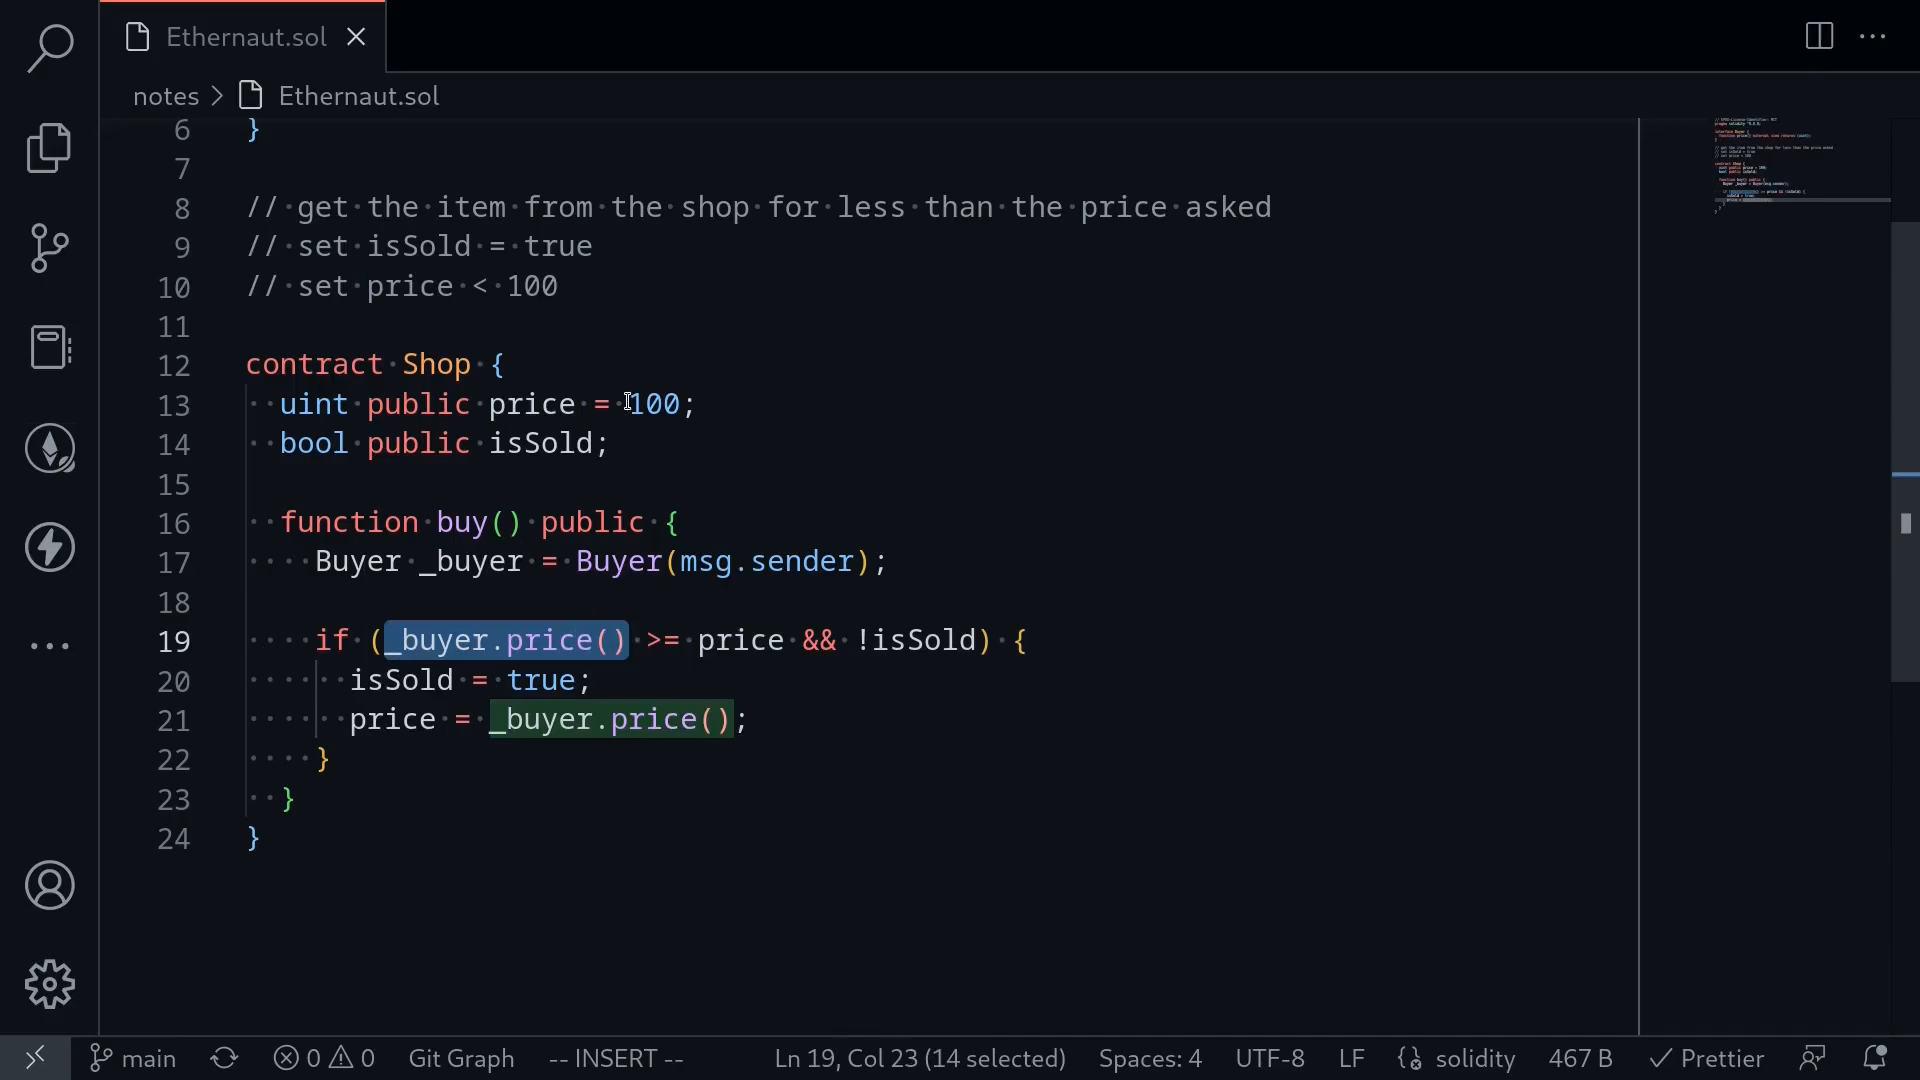 Ethernaut.sol
notes > Ethernaut.sol
6 }
7
8 // get the item from the shop for less than the price asked
9 // set isSold = true
10 // set price < 100
11
12 contract Shop {
13 uint public price = 100;
14 bool public isSold;
15
16 function buy() public {
17 Buyer _buyer = Buyer(msg.sender);
18
19 if (_buyer.price() >= price && !isSold) {
20 isSold = true;
21 price = _buyer.price();
22 }
23 }
24 }
main 0 0 Git Graph -- INSERT -- Ln 19, Col 23 (14 selected) Spaces: 4 UTF-8 LF solidity 467 B Prettier